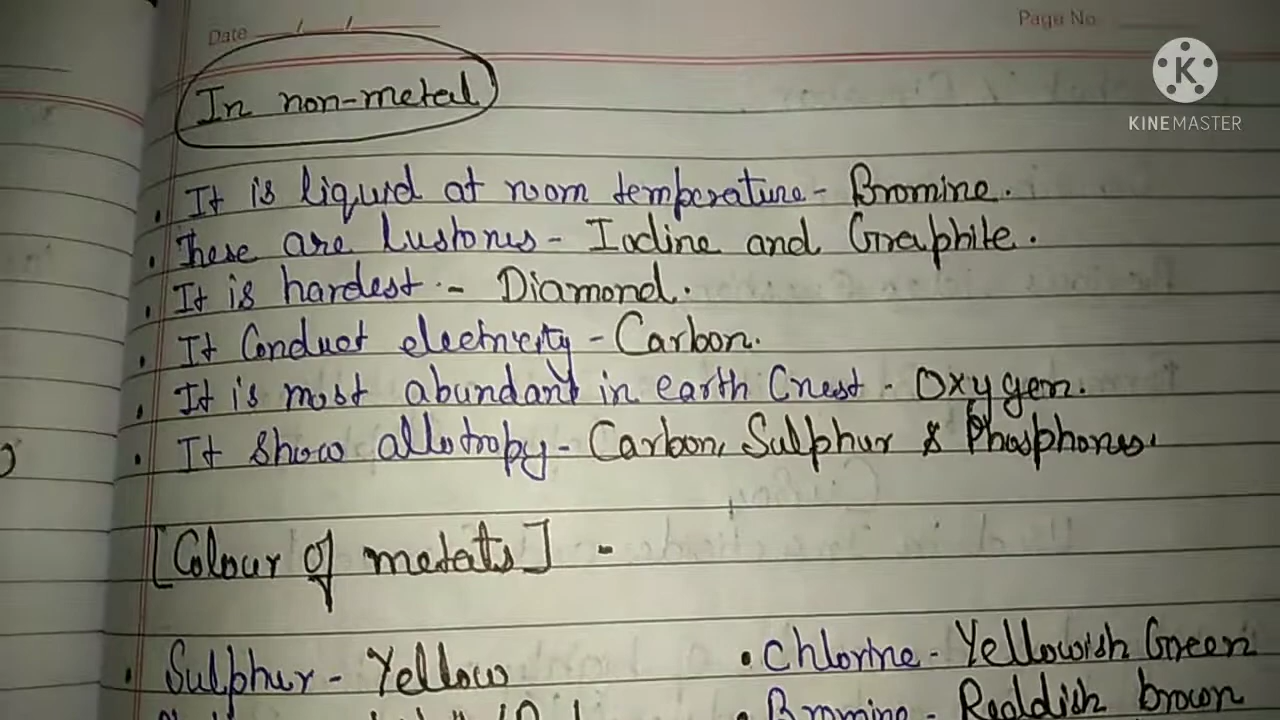 Date / /
Page No
In non-metal
KINEMASTER
. It is liquid at room temperature - Bromine.
. These are lustorus - Iodine and Graphite.
. It is hardest - Diamond.
. It Conduct electricity - Carbon.
. It is most abundant in earth Crest - Oxygen.
. It show allotropy - Carbon, Sulphur & Phosphorus.
[Colour of metals] -
. Sulphur - Yellow
• Chlorine - Yellowish Green
• Bromine - Readdish brown